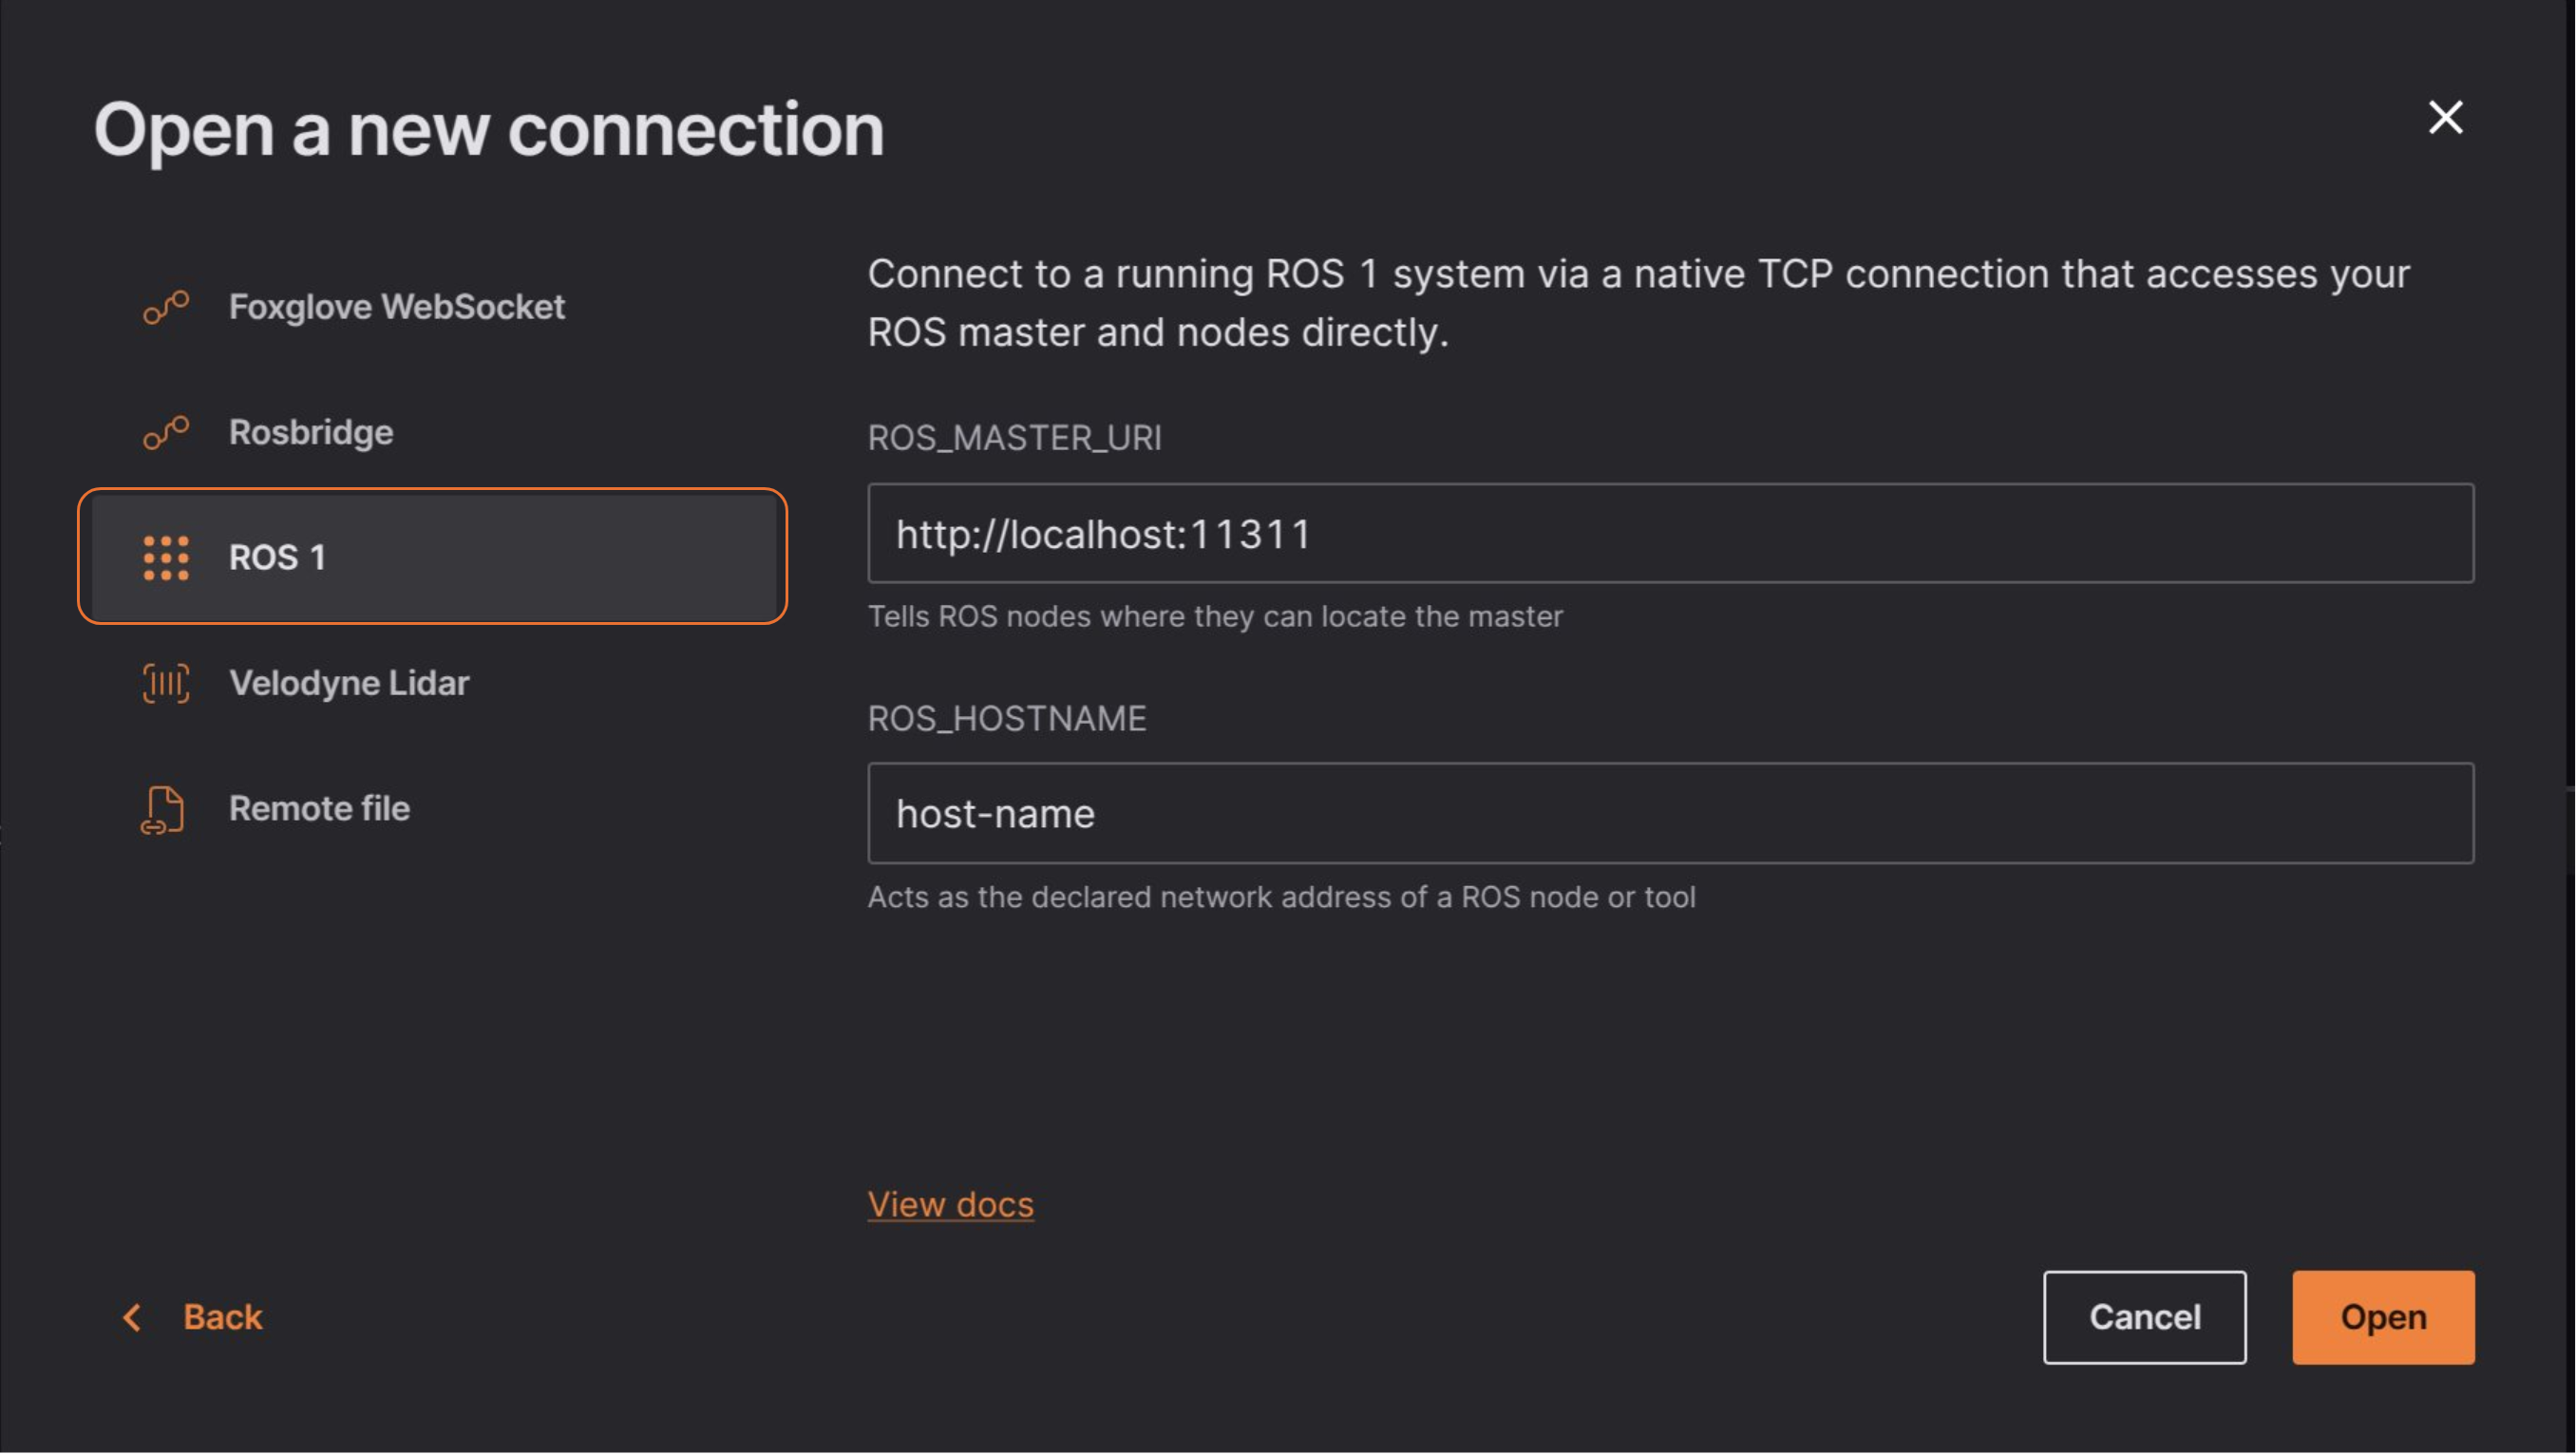 Open a new connection
Foxglove WebSocket
Rosbridge
ROS 1
Velodyne Lidar
Remote file
Connect to a running ROS 1 system via a native TCP connection that accesses your
ROS master and nodes directly.
ROS_MASTER_URI
http://localhost:11311
Tells ROS nodes where they can locate the master
ROS_HOSTNAME
host-name
Acts as the declared network address of a ROS node or tool
View docs
Back
Cancel
Open